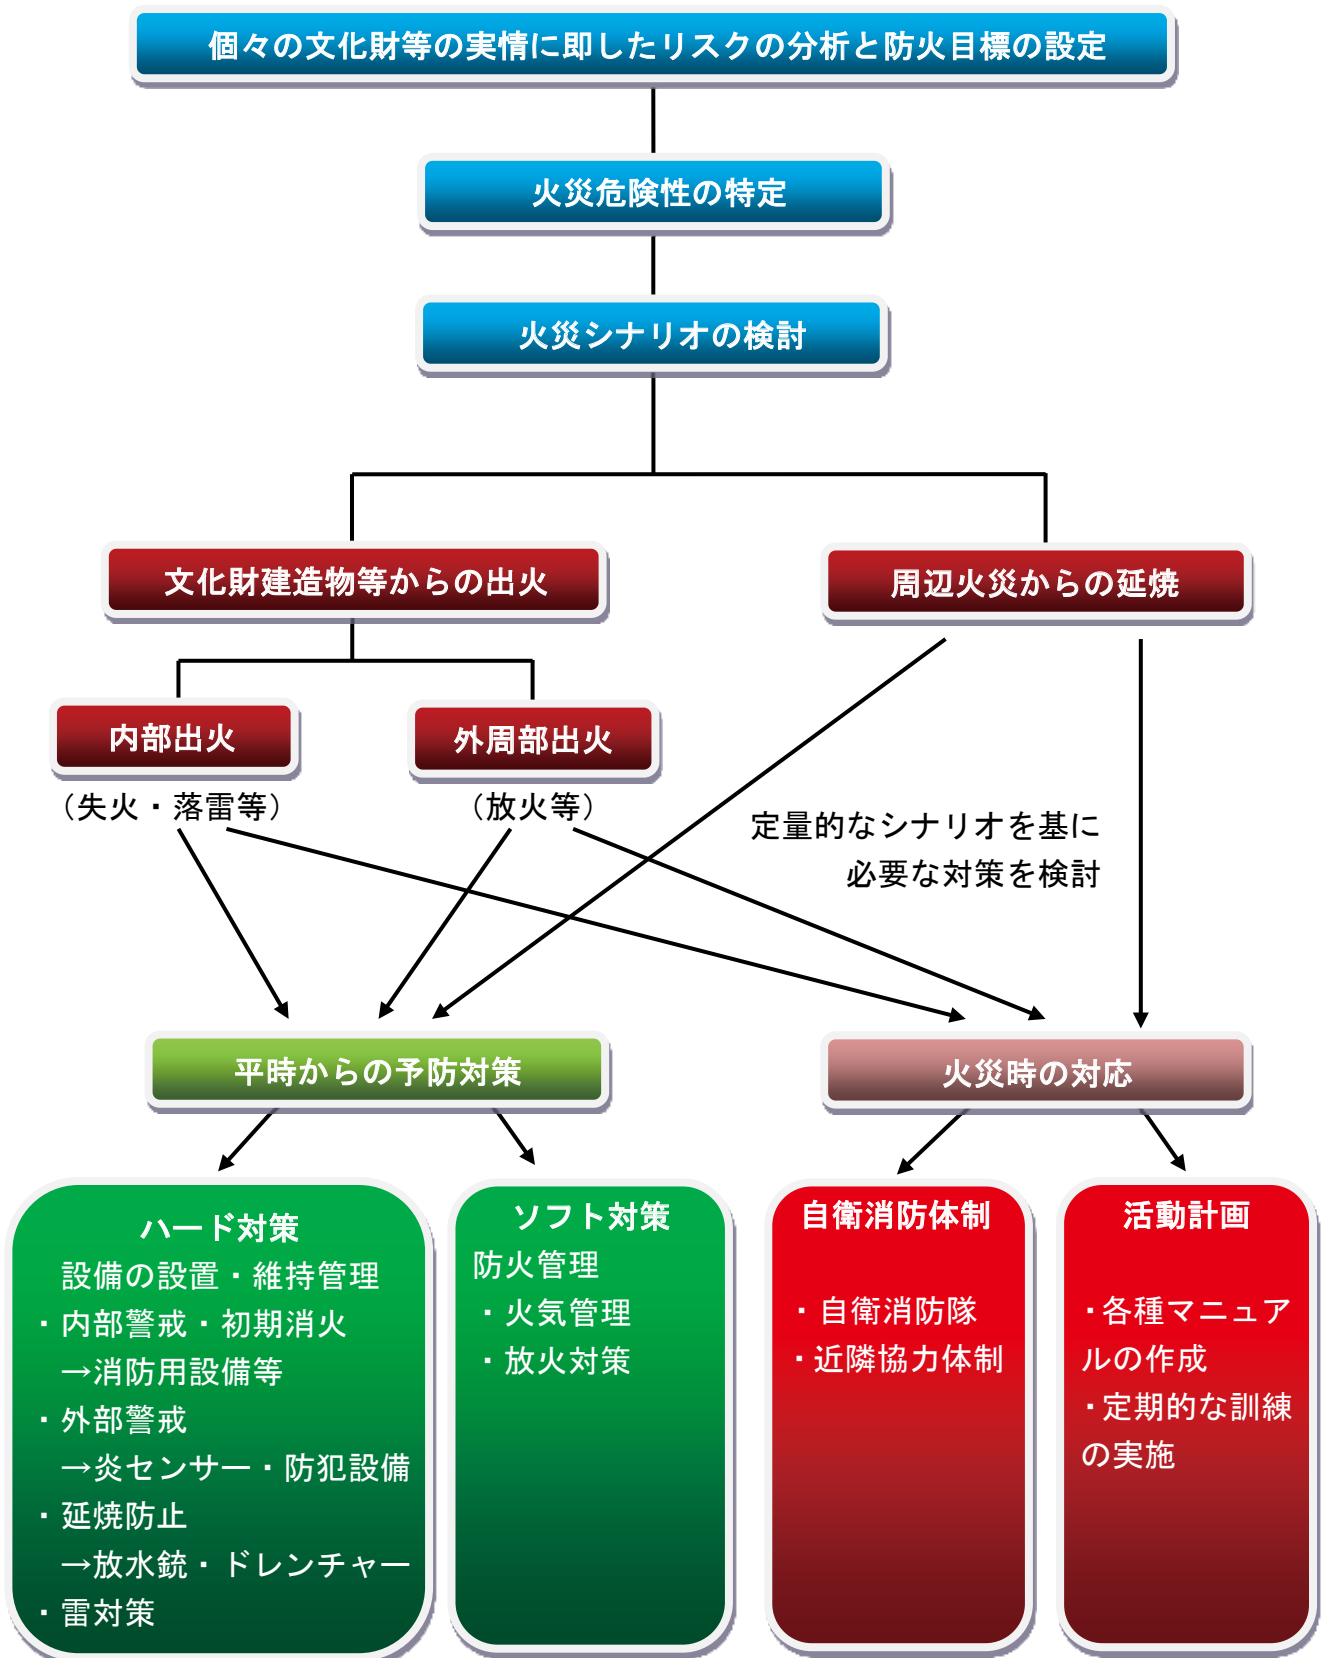 個々の文化財等の実情に即したリスクの分析と防火目標の設定
火災危険性の特定
火災シナリオの検討
文化財建造物等からの出火
周辺火災からの延焼
内部出火
外周部出火
（失火・落雷等）
（放火等）
定量的なシナリオを基に
必要な対策を検討
平時からの予防対策
火災時の対応
ハード対策
設備の設置・維持管理
・内部警戒・初期消火
→消防用設備等
・外部警戒
→炎センサー・防犯設備
・延焼防止
→放水銃・ドレンチャー
・雷対策
ソフト対策
防火管理
・火気管理
・放火対策
自衛消防体制
・自衛消防隊
・近隣協力体制
活動計画
・各種マニュア
ルの作成
・定期的な訓練
の実施